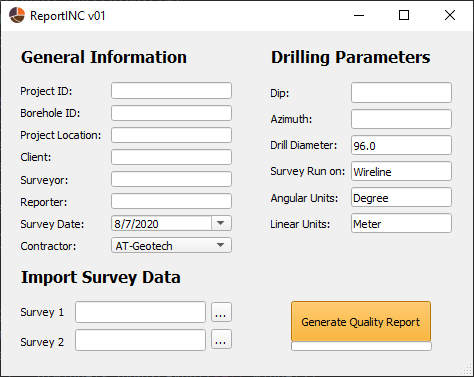 ReportINC v01
General Information
Project ID:
Borehole ID:
Project Location:
Client:
Surveyor:
Reporter:
Survey Date: 8/7/2020
Contractor: AT-Geotech
Drilling Parameters
Dip:
Azimuth:
Drill Diameter: 96.0
Survey Run on: Wireline
Angular Units: Degree
Linear Units: Meter
Import Survey Data
Survey 1 ...
Survey 2 ...
Generate Quality Report